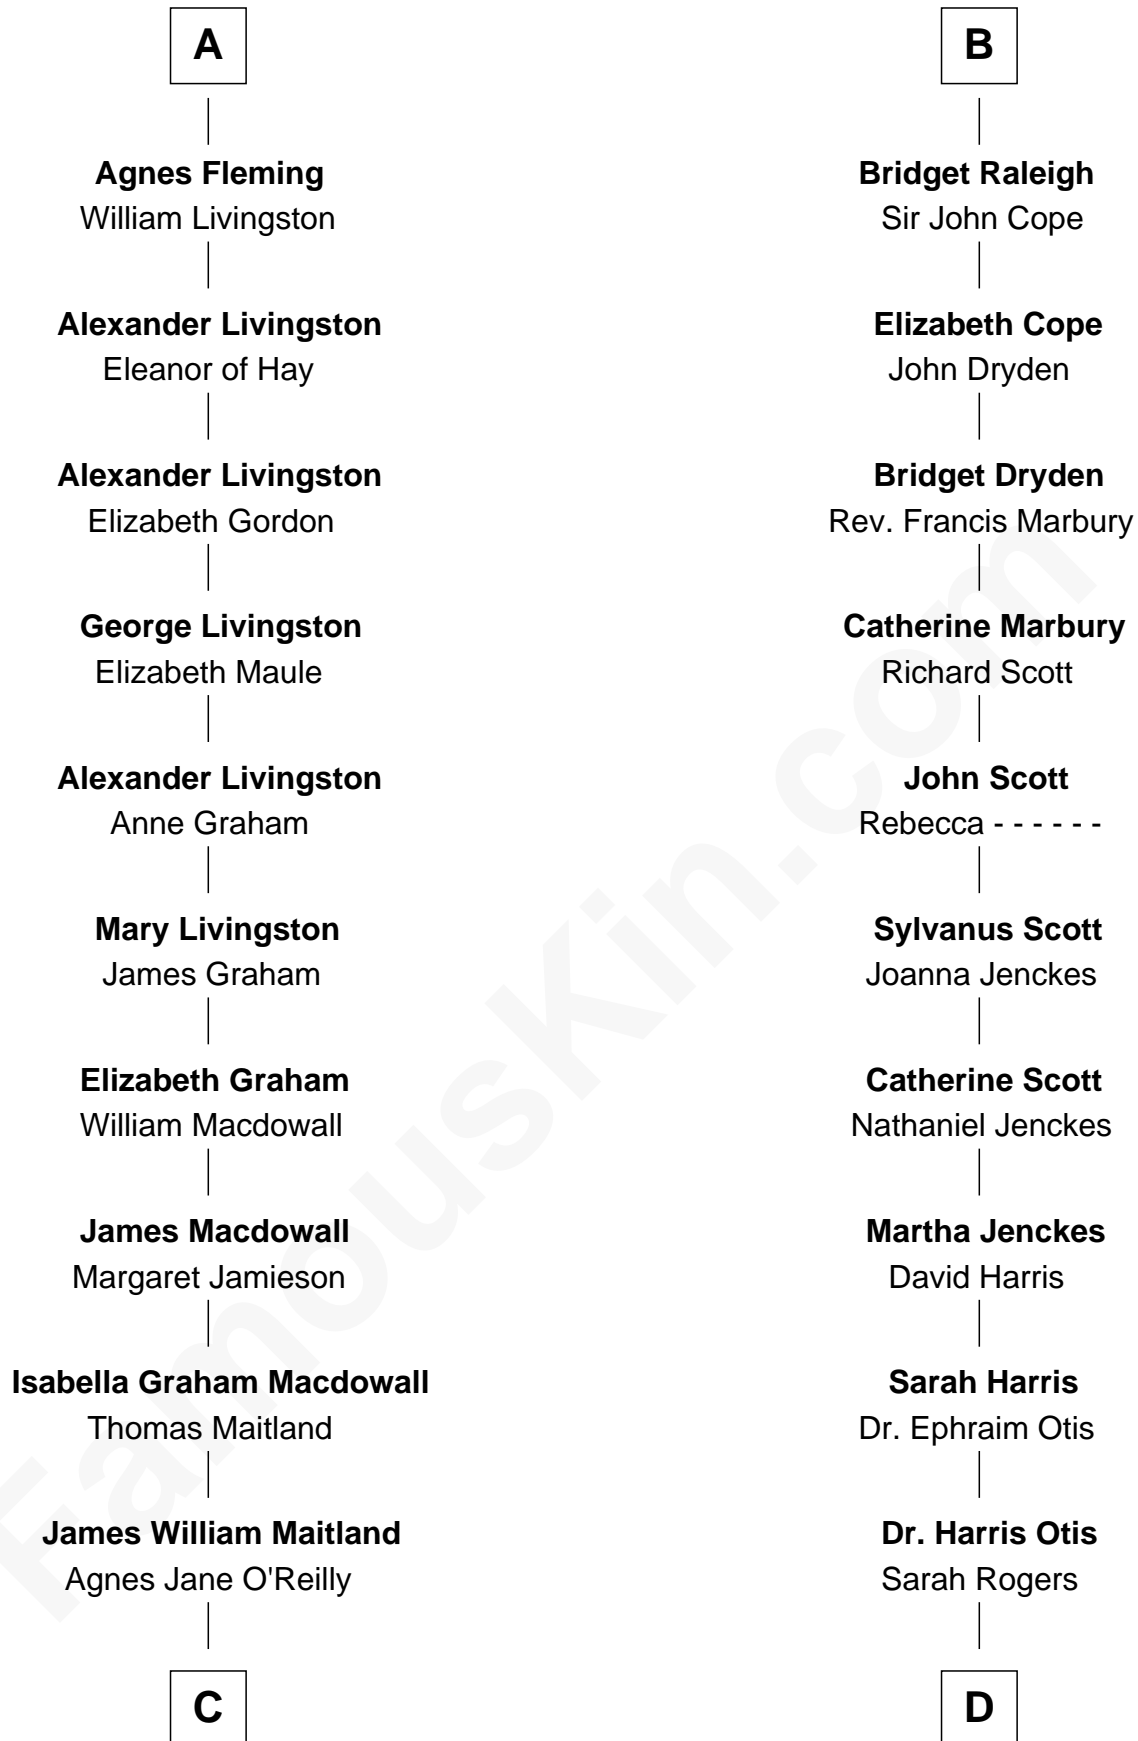 A
Agnes Fleming
William Livingston
Alexander Livingston
Eleanor of Hay
Alexander Livingston
Elizabeth Gordon
George Livingston
Elizabeth Maule
Alexander Livingston
Anne Graham
Mary Livingston
James Graham
Elizabeth Graham
William Macdowall
James Macdowall
Margaret Jamieson
Isabella Graham Macdowall
Thomas Maitland
James William Maitland
Agnes Jane O'Reilly
C
B
Bridget Raleigh
Sir John Cope
Elizabeth Cope
John Dryden
Bridget Dryden
Rev. Francis Marbury
Catherine Marbury
Richard Scott
John Scott
Rebecca - - - - - -
Sylvanus Scott
Joanna Jenckes
Catherine Scott
Nathaniel Jenckes
Martha Jenckes
David Harris
Sarah Harris
Dr. Ephraim Otis
Dr. Harris Otis
Sarah Rogers
D
FamousKin.com